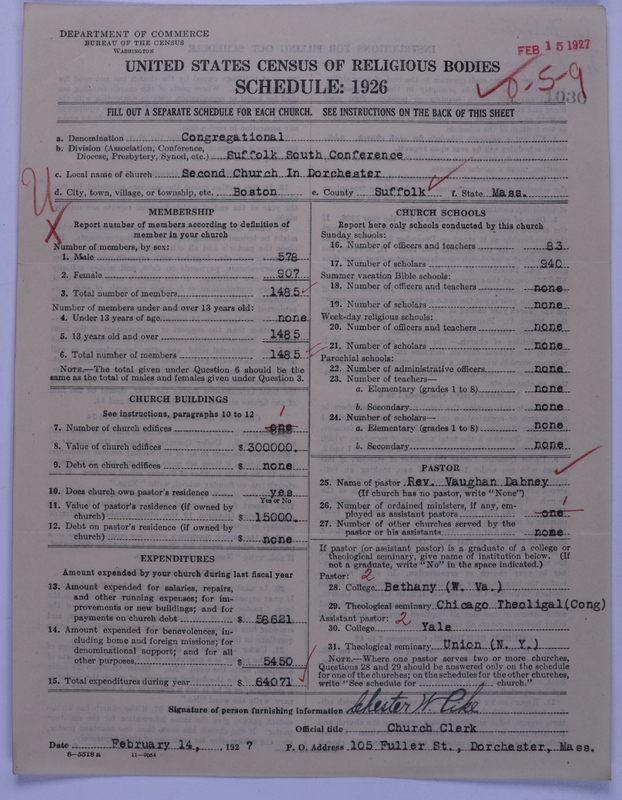 DEPARTMENT OF COMMERCE
BUREAU OF THE CENSUS
WASHINGTON
FEB 15 1927
UNITED STATES CENSUS OF RELIGIOUS BODIES
SCHEDULE: 1926
0-5-9
1030
FILL OUT A SEPARATE SCHEDULE FOR EACH CHURCH. SEE INSTRUCTIONS ON THE BACK OF THIS SHEET
a. Denomination Congregational
b. Division (Association, Conference, Diocese, Presbytery, Synod, etc.) Suffolk South Conference
c. Local name of church Second Church In Dorchester
d. City, town, village, or township, etc. Boston e. County Suffolk f. State Mass.
MEMBERSHIP
Report number of members according to definition of
member in your church
Number of members, by sex:
1. Male 578
2. Female 907
3. Total number of members 1485
Number of members under and over 13 years old:
4. Under 13 years of age none
5. 13 years old and over 1485
6. Total number of members 1485
NOTE.—The total given under Question 6 should be
same as the total of males and females given under Question 3.
CHURCH BUILDINGS
See instructions, paragraphs 10 to 12
7. Number of church edifices one 1
8. Value of church edifices $ 300000.
9. Debt on church edifices $ none
10. Does church own pastor's residence yes
Yes or No
11. Value of pastor's residence (if owned by
church) $ 15000.
12. Debt on pastor's residence (if owned by
church) $ none
EXPENDITURES
Amount expended by your church during last fiscal year
13. Amount expended for salaries, repairs,
and other running expenses; for im-
provements or new buildings; and for
payments on church debt $ 58621
14. Amount expended for benevolences, in-
cluding home and foreign missions; for
denominational support; and for all
other purposes $ 5450
15. Total expenditures during year $ 64071
CHURCH SCHOOLS
Report here only schools conducted by this church
Sunday schools:
16. Number of officers and teachers 83
17. Number of scholars 940
Summer vacation Bible schools:
18. Number of officers and teachers none
19. Number of scholars none
Week-day religious schools:
20. Number of officers and teachers none
21. Number of scholars none
Parochial schools:
22. Number of administrative officers none
23. Number of teachers—
a. Elementary (grades 1 to 8) none
b. Secondary none
24. Number of scholars—
a. Elementary (grades 1 to 8) none
b. Secondary none
PASTOR
25. Name of pastor Rev. Vaughan Dabney
(If church has no pastor, write "None")
26. Number of ordained ministers, if any, em-
ployed as assistant pastors one 1
27. Number of other churches served by the
pastor or his assistants none
If pastor (or assistant pastor) is a graduate of a college or
theological seminary, give name of institution below. (If
not a graduate, write "No" in the space indicated.)
Pastor: 2
28. College Bethany (W. Va.)
29. Theological seminary Chicago Theoligal(Cong)
Assistant pastor: 2
30. College Yale
31. Theological seminary Union (N. Y.)
NOTE.—Where one pastor serves two or more churches,
Questions 28 and 29 should be answered only on the schedule
for one of the churches; on the schedules for the other churches,
write "See schedule for church."
Signature of person furnishing information Chester W. Pike
Official title Church Clerk
Date February 14, 1927 P. O. Address 105 Fuller St., Dorchester, Mass.
8—5518 a 11—9084